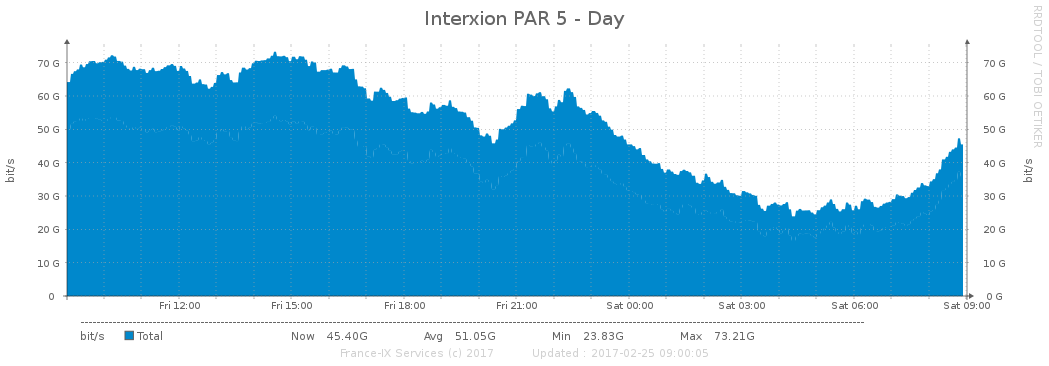 Interxion PAR 5 - Day
RRDTOOL / TOBI OETIKER
bit/s
70 G
60 G
50 G
40 G
30 G
20 G
10 G
0
70 G
60 G
50 G
40 G
30 G
20 G
10 G
0 G
bit/s
Fri 12:00 Fri 15:00 Fri 18:00 Fri 21:00 Sat 00:00 Sat 03:00 Sat 06:00 Sat 09:00
bit/s Total Now 45.40G Avg 51.05G Min 23.83G Max 73.21G
France-IX Services (c) 2017 Updated : 2017-02-25 09:00:05